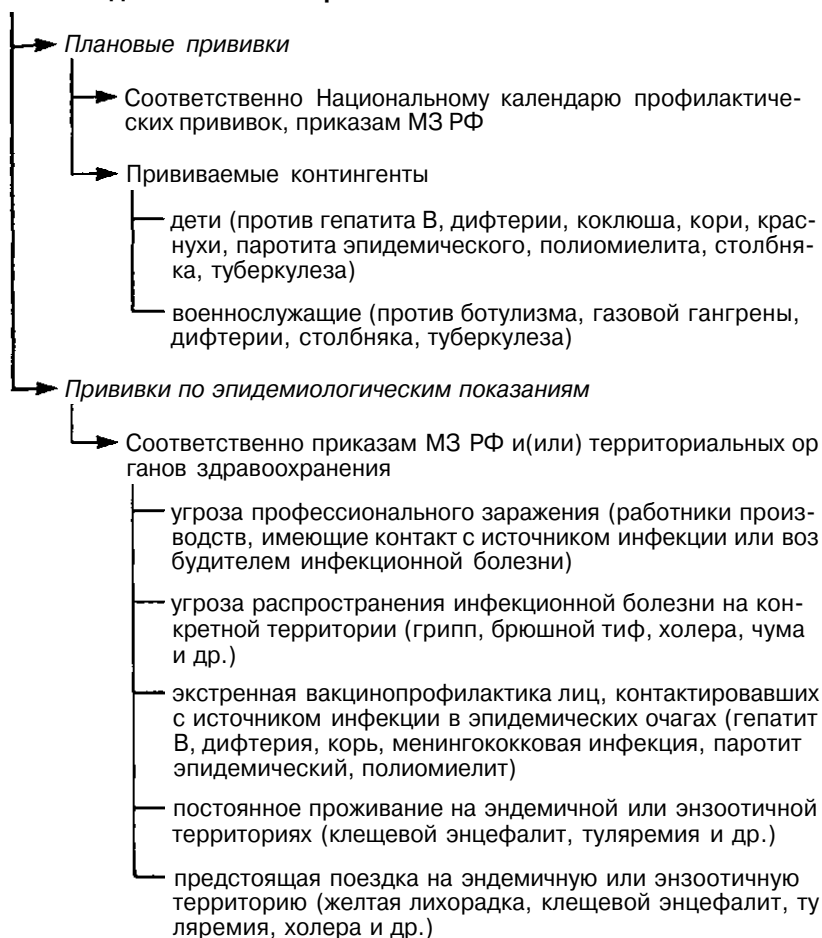 Плановые прививки
Соответственно Национальному календарю профилактиче-
ских прививок, приказам МЗ РФ
Прививаемые контингенты
дети (против гепатита В, дифтерии, коклюша, кори, крас-
нухи, паротита эпидемического, полиомиелита, столбня-
ка, туберкулеза)
военнослужащие (против ботулизма, газовой гангрены,
дифтерии, столбняка, туберкулеза)
Прививки по эпидемиологическим показаниям
Соответственно приказам МЗ РФ и(или) территориальных ор
ганов здравоохранения
угроза профессионального заражения (работники произ-
водств, имеющие контакт с источником инфекции или воз
будителем инфекционной болезни)
угроза распространения инфекционной болезни на кон-
кретной территории (грипп, брюшной тиф, холера, чума
и др.)
экстренная вакцинопрофилактика лиц, контактировавших
с источником инфекции в эпидемических очагах (гепатит
В, дифтерия, корь, менингококковая инфекция, паротит
эпидемический, полиомиелит)
постоянное проживание на эндемичной или энзоотичной
территориях (клещевой энцефалит, туляремия и др.)
предстоящая поездка на эндемичную или энзоотичную
территорию (желтая лихорадка, клещевой энцефалит, ту
ляремия, холера и др.)